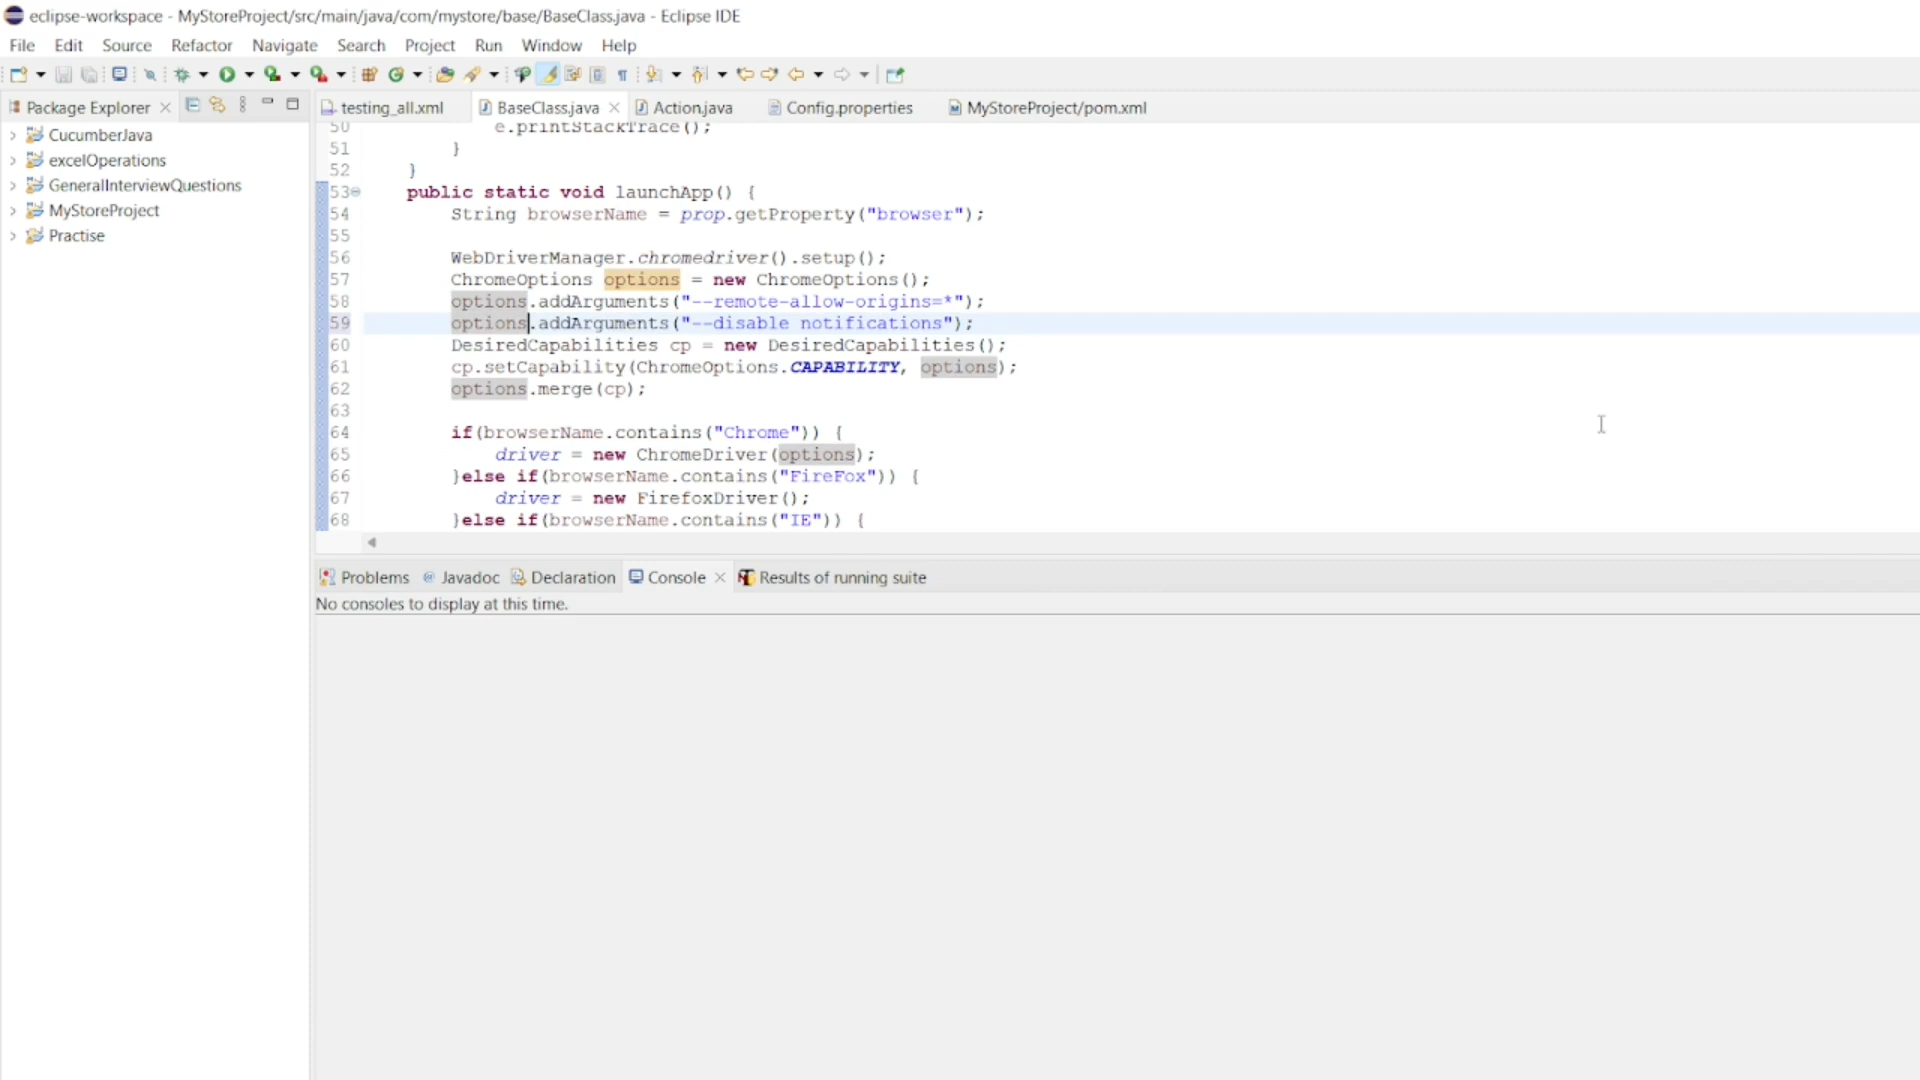 eclipse-workspace - MyStoreProject/src/main/java/com/mystore/base/BaseClass.java - Eclipse IDE
File Edit Source Refactor Navigate Search Project Run Window Help
Package Explorer
CucumberJava
excelOperations
GeneralInterviewQuestions
MyStoreProject
Practise
testing_all.xml BaseClass.java Action.java Config.properties MyStoreProject/pom.xml
50 e.printStackTrace();
51 }
52 }
53 public static void launchApp() {
54 String browserName = prop.getProperty("browser");
55
56 WebDriverManager.chromedriver().setup();
57 ChromeOptions options = new ChromeOptions();
58 options.addArguments("--remote-allow-origins=*");
59 options.addArguments("--disable notifications");
60 DesiredCapabilities cp = new DesiredCapabilities();
61 cp.setCapability(ChromeOptions.CAPABILITY, options);
62 options.merge(cp);
63
64 if(browserName.contains("Chrome")) {
65 driver = new ChromeDriver(options);
66 }else if(browserName.contains("FireFox")) {
67 driver = new FirefoxDriver();
68 }else if(browserName.contains("IE")) {
Problems Javadoc Declaration Console Results of running suite
No consoles to display at this time.